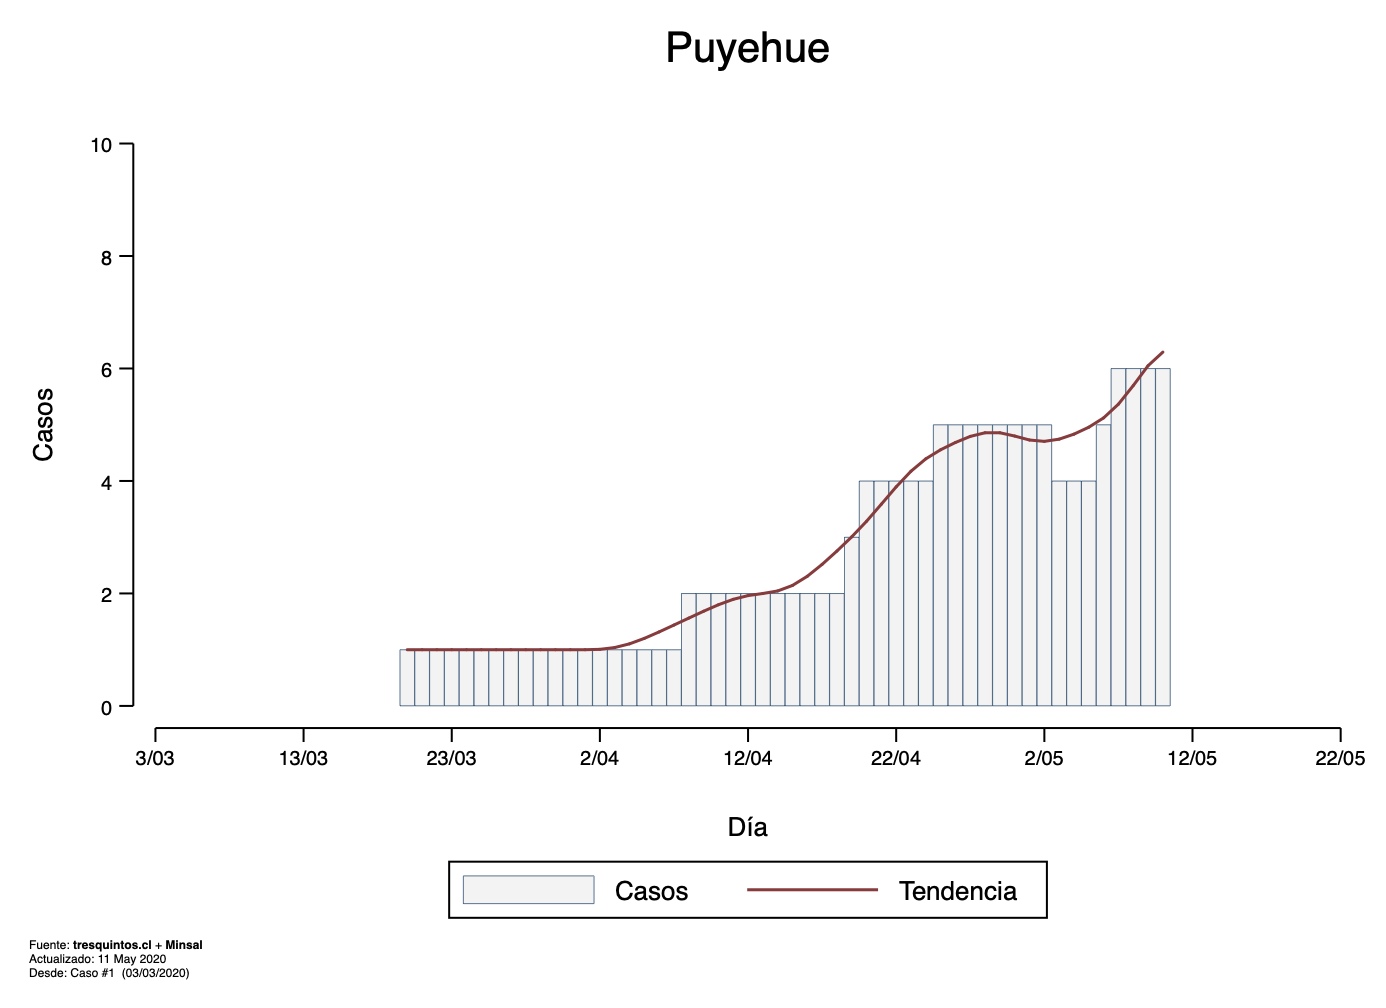 Puyehue
10
8
6
4
2
0
Casos
3/03 13/03 23/03 2/04 12/04 22/04 2/05 12/05 22/05
Día
Casos Tendencia
Fuente: tresquintos.cl + Minsal
Actualizado: 11 May 2020
Desde: Caso #1 (03/03/2020)